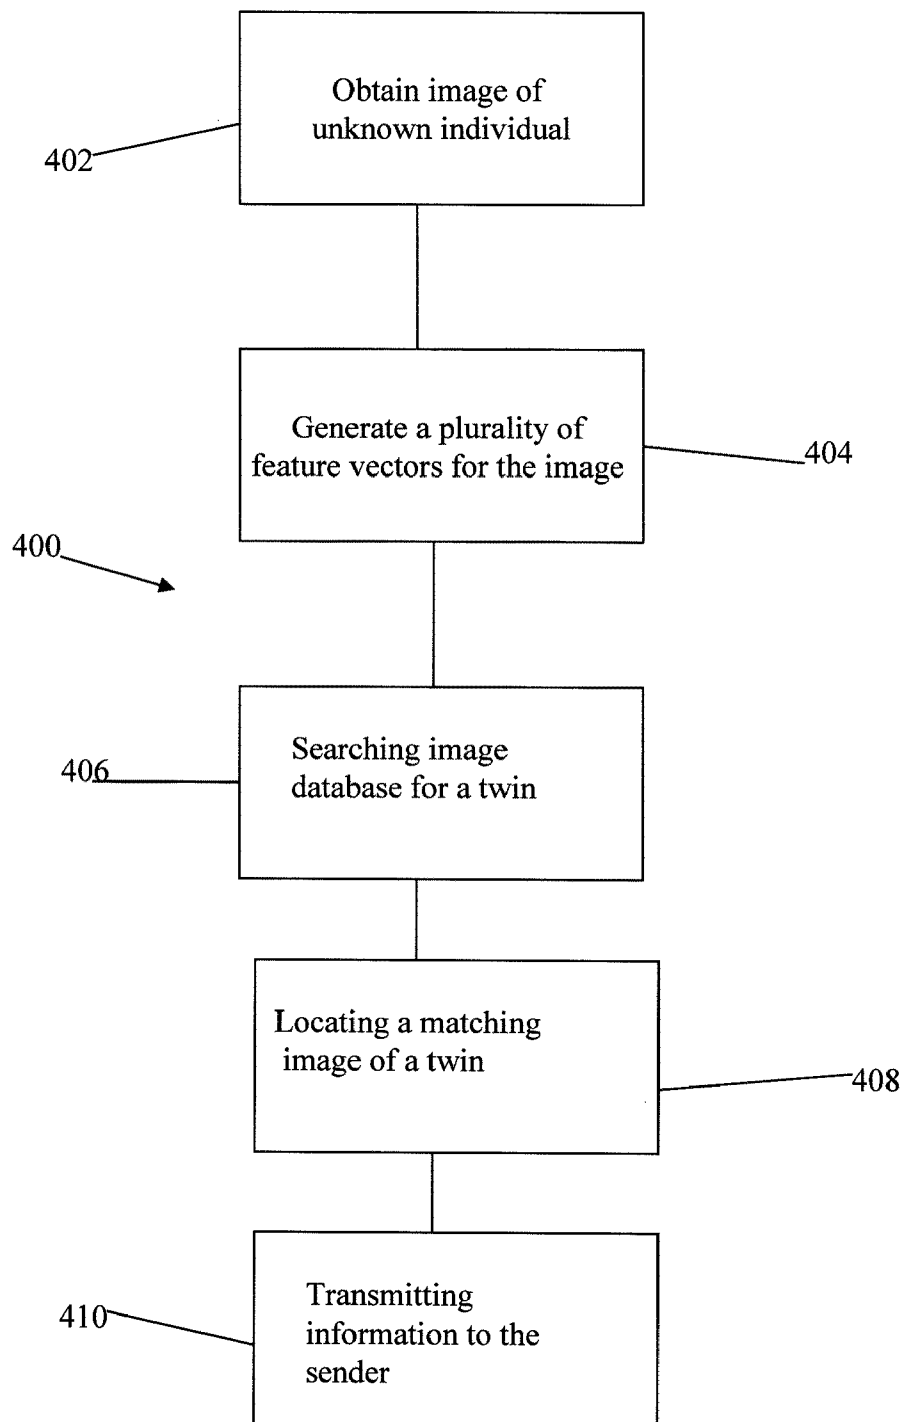 Obtain image of
unknown individual
402
Generate a plurality of
feature vectors for the image
404
400
Searching image
database for a twin
406
Locating a matching
image of a twin
408
Transmitting
information to the
sender
410